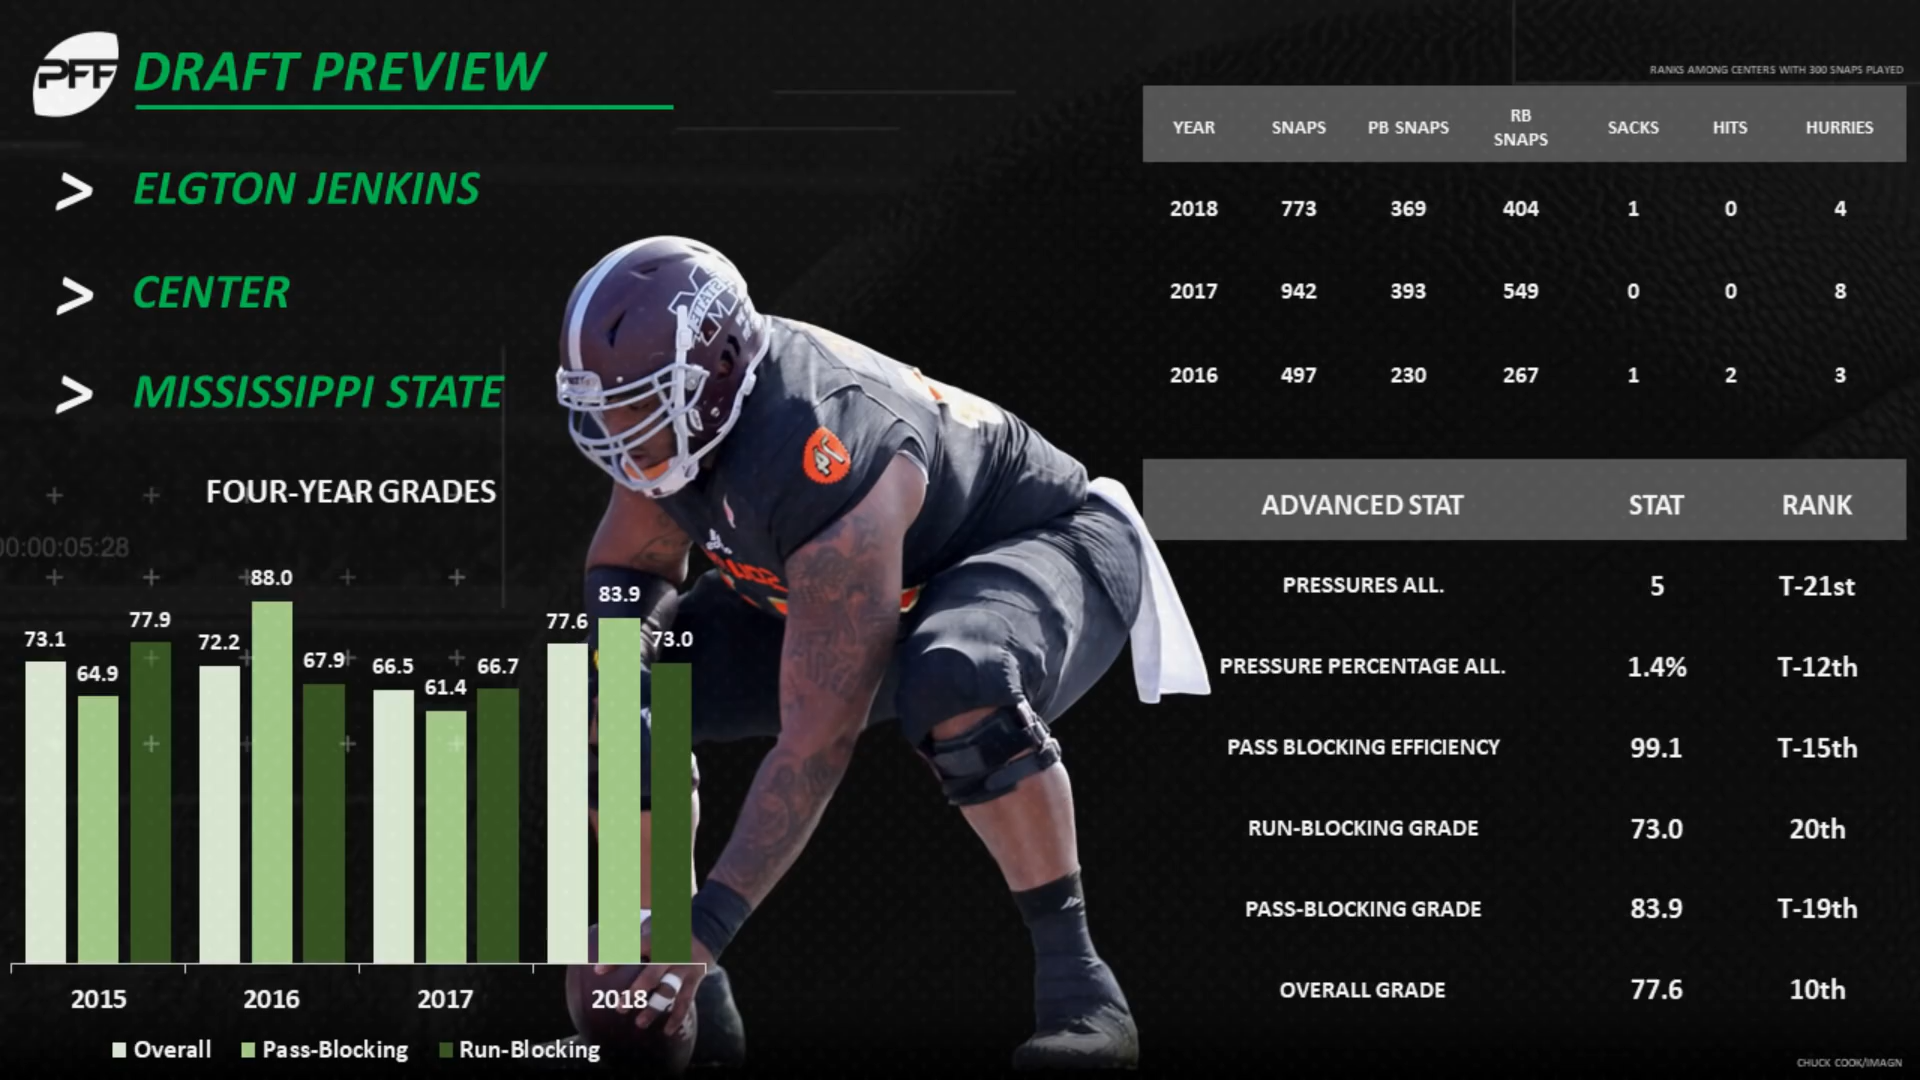 PFF
DRAFT PREVIEW
> ELGTON JENKINS
> CENTER
> MISSISSIPPI STATE
FOUR-YEAR GRADES
00:00:05:28
73.1 64.9 77.9 72.2 88.0 67.9 66.5 61.4 66.7 77.6 83.9 73.0
2015 2016 2017 2018
Overall Pass-Blocking Run-Blocking
RANKS AMONG CENTERS WITH 300 SNAPS PLAYED
YEAR SNAPS PB SNAPS RB SNAPS SACKS HITS HURRIES
2018 773 369 404 1 0 4
2017 942 393 549 0 0 8
2016 497 230 267 1 2 3
ADVANCED STAT STAT RANK
PRESSURES ALL. 5 T-21st
PRESSURE PERCENTAGE ALL. 1.4% T-12th
PASS BLOCKING EFFICIENCY 99.1 T-15th
RUN-BLOCKING GRADE 73.0 20th
PASS-BLOCKING GRADE 83.9 T-19th
OVERALL GRADE 77.6 10th
CHUCK COOK/IMAGN